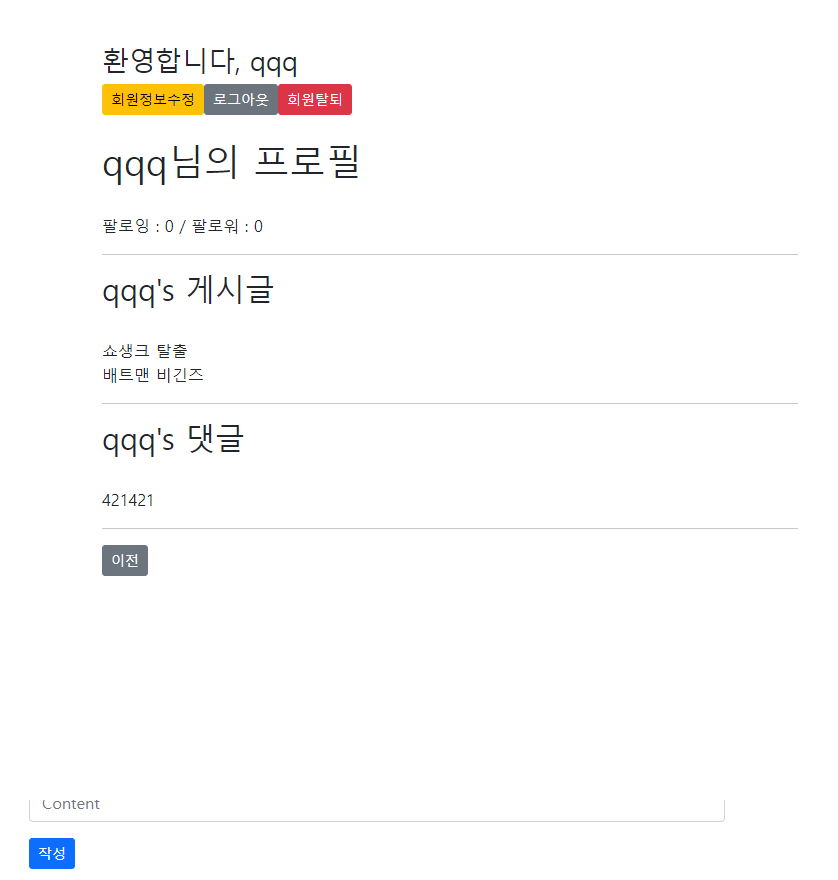 환영합니다, qqq
회원정보수정 로그아웃 회원탈퇴
qqq님의 프로필
팔로잉 : 0 / 팔로워 : 0
qqq's 게시글
쇼생크 탈출
배트맨 비긴즈
qqq's 댓글
421421
이전
Content
작성